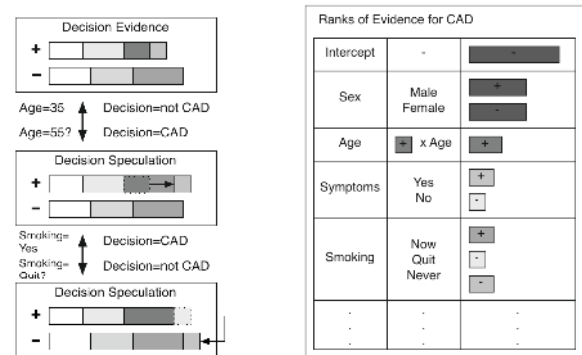 Decision Evidence
+
−
Age=35 Decision=not CAD
Age=55? Decision=CAD
Decision Speculation
+
−
Smoking=
Yes
Decision=CAD
Smoking=
Quit?
Decision=not CAD
Decision Speculation
+
−
Ranks of Evidence for CAD
Intercept - -
Sex Male +
Female -
Age + x Age +
Symptoms Yes +
No -
Smoking Now +
Quit -
Never -
. . .
. . .
. . .